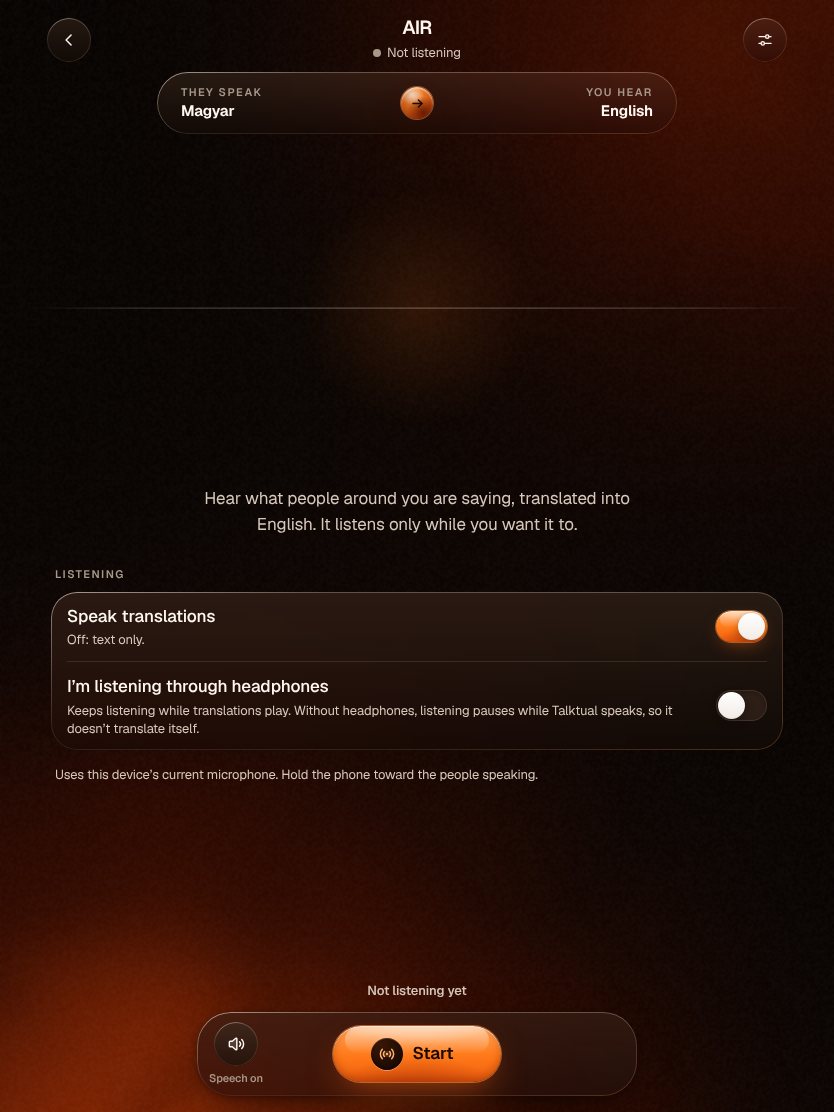 AIR
Not listening
THEY SPEAK
Magyar
YOU HEAR
English
Hear what people around you are saying, translated into
English. It listens only while you want it to.
LISTENING
Speak translations
Off: text only.
I’m listening through headphones
Keeps listening while translations play. Without headphones, listening pauses while Talktual speaks, so it
doesn’t translate itself.
Uses this device’s current microphone. Hold the phone toward the people speaking.
Not listening yet
Speech on
Start